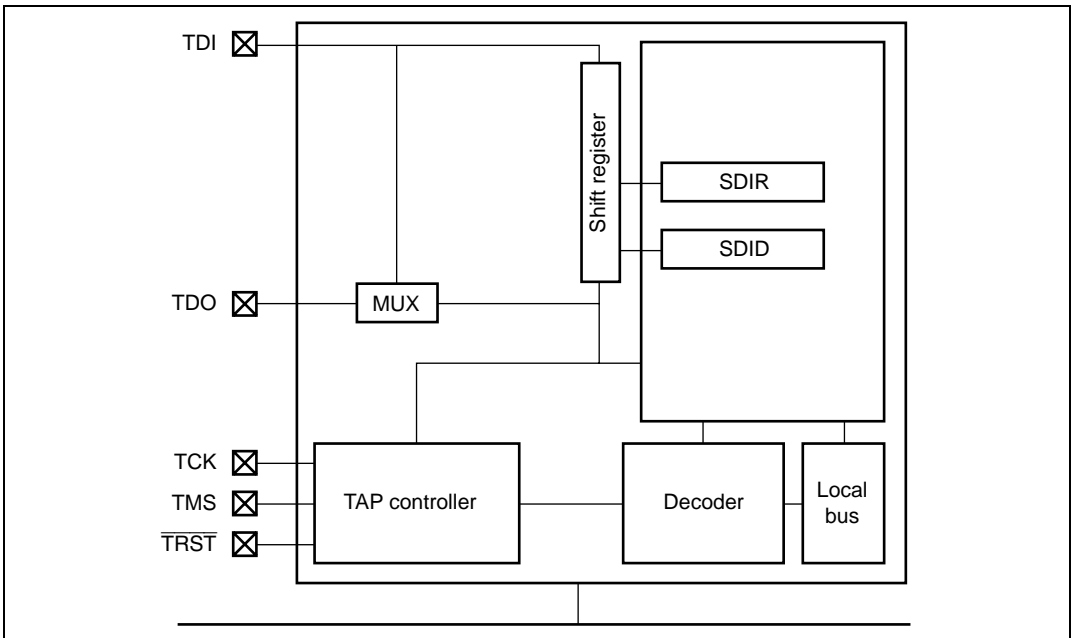 TDI
Shift register
SDIR
SDID
TDO
MUX
TCK
TMS
TRST
TAP controller
Decoder
Local
bus